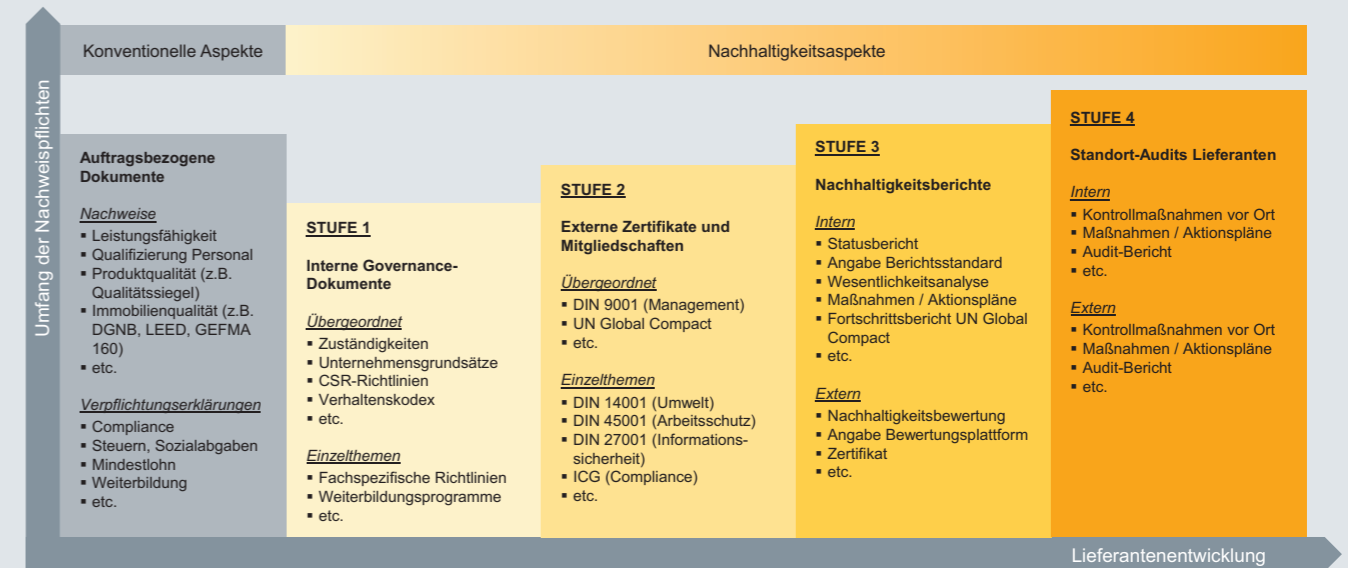 Umfang der Nachweispflichten
Konventionelle Aspekte
Nachhaltigkeitsaspekte
Auftragsbezogene
Dokumente
Nachweise
▪ Leistungsfähigkeit
▪ Qualifizierung Personal
▪ Produktqualität (z.B.
Qualitätssiegel)
▪ Immobilienqualität (z.B.
DGNB, LEED, GEFMA
160)
▪ etc.
Verpflichtungserklärungen
▪ Compliance
▪ Steuern, Sozialabgaben
▪ Mindestlohn
▪ Weiterbildung
▪ etc.
STUFE 1
Interne Governance-
Dokumente
Übergeordnet
▪ Zuständigkeiten
▪ Unternehmensgrundsätze
▪ CSR-Richtlinien
▪ Verhaltenskodex
▪ etc.
Einzelthemen
▪ Fachspezifische Richtlinien
▪ Weiterbildungsprogramme
▪ etc.
STUFE 2
Externe Zertifikate und
Mitgliedschaften
Übergeordnet
▪ DIN 9001 (Management)
▪ UN Global Compact
▪ etc.
Einzelthemen
▪ DIN 14001 (Umwelt)
▪ DIN 45001 (Arbeitsschutz)
▪ DIN 27001 (Informations-
sicherheit)
▪ ICG (Compliance)
▪ etc.
STUFE 3
Nachhaltigkeitsberichte
Intern
▪ Statusbericht
▪ Angabe Berichtsstandard
▪ Wesentlichkeitsanalyse
▪ Maßnahmen / Aktionspläne
▪ Fortschrittsbericht UN Global
Compact
▪ etc.
Extern
▪ Nachhaltigkeitsbewertung
▪ Angabe Bewertungsplattform
▪ Zertifikat
▪ etc.
STUFE 4
Standort-Audits Lieferanten
Intern
▪ Kontrollmaßnahmen vor Ort
▪ Maßnahmen / Aktionspläne
▪ Audit-Bericht
▪ etc.
Extern
▪ Kontrollmaßnahmen vor Ort
▪ Maßnahmen / Aktionspläne
▪ Audit-Bericht
▪ etc.
Lieferantenentwicklung